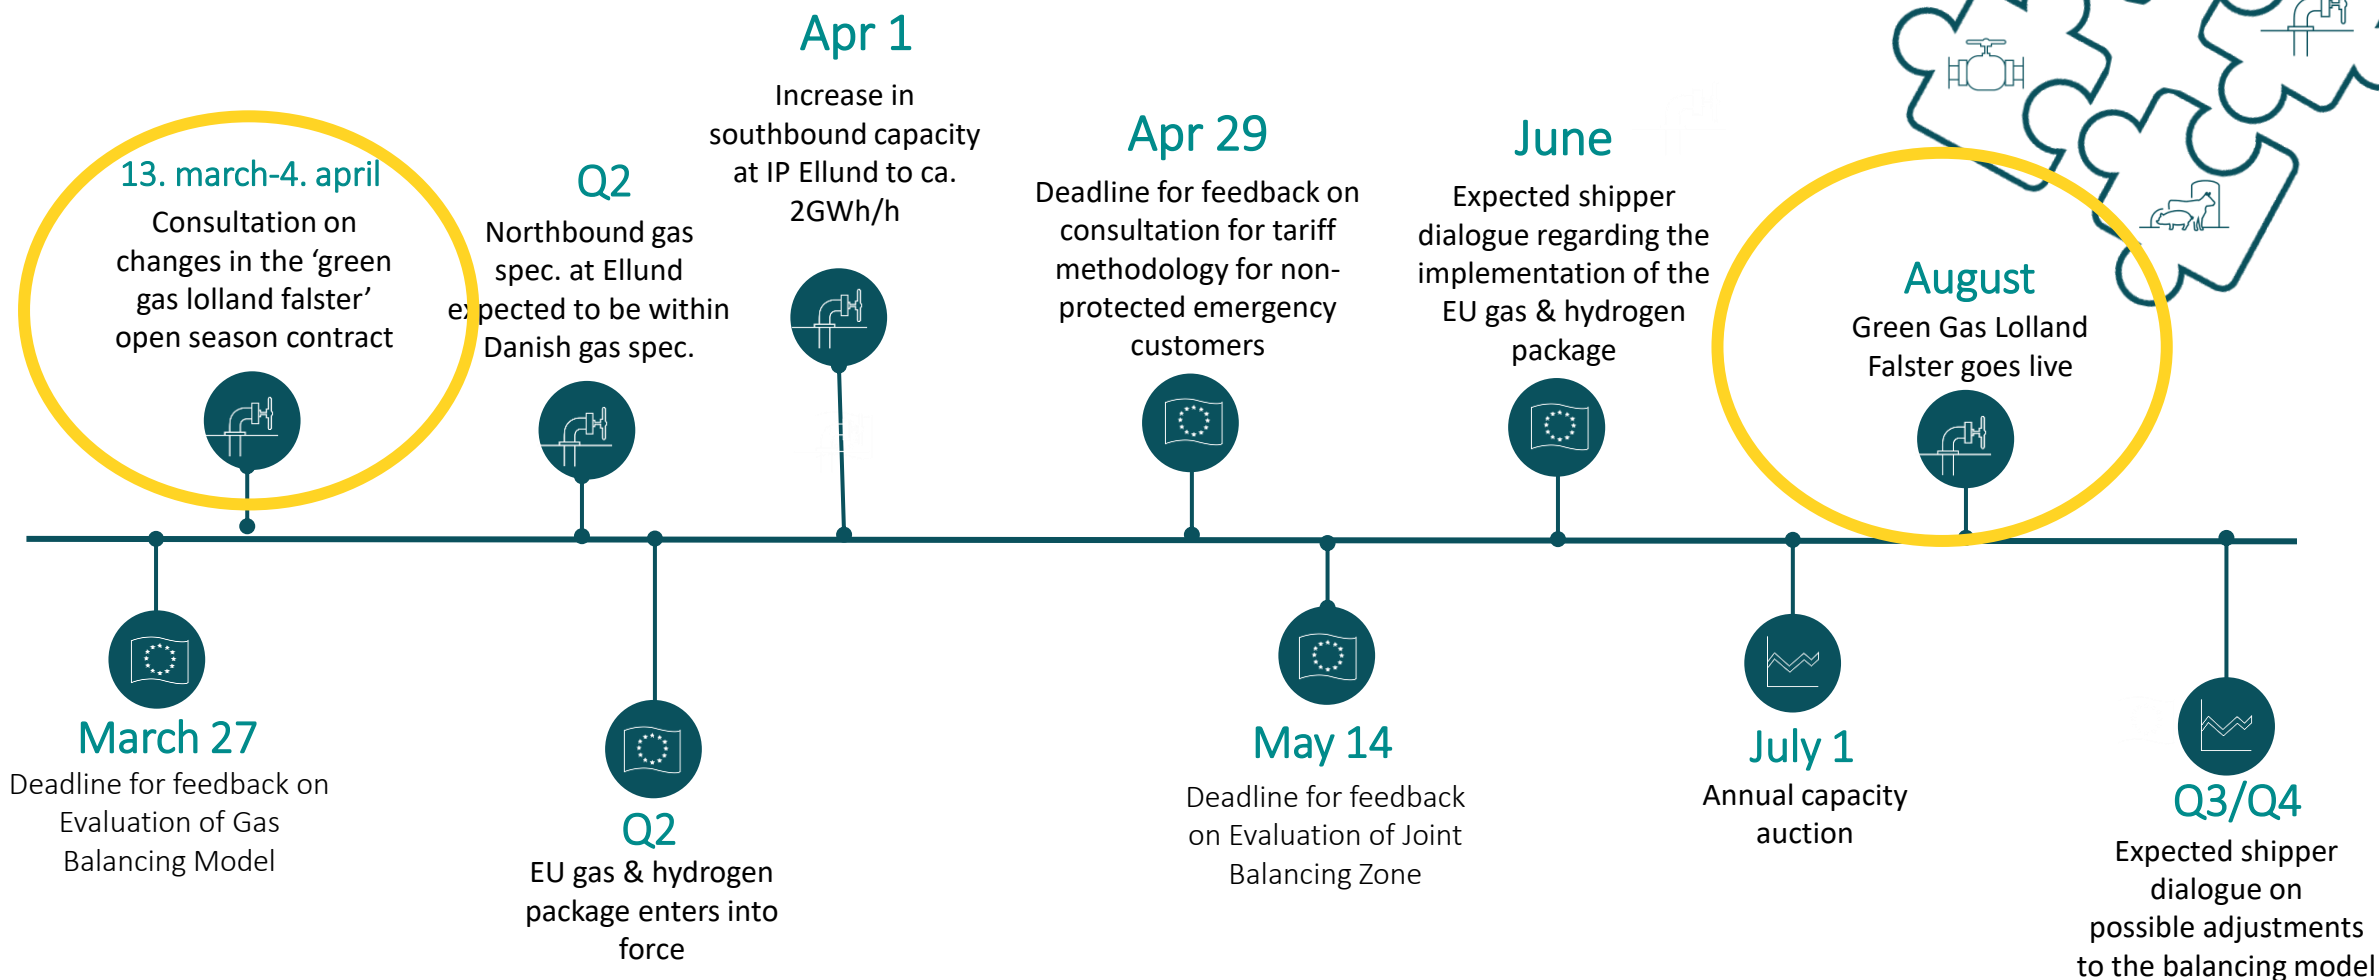 13. march-4. april
Consultation on
changes in the ‘green
gas lolland falster’
open season contract
Q2
Northbound gas
spec. at Ellund
expected to be within
Danish gas spec.
Apr 1
Increase in
southbound capacity
at IP Ellund to ca.
2GWh/h
Apr 29
Deadline for feedback on
consultation for tariff
methodology for non-
protected emergency
customers
June
Expected shipper
dialogue regarding the
implementation of the
EU gas & hydrogen
package
August
Green Gas Lolland
Falster goes live
March 27
Deadline for feedback on
Evaluation of Gas
Balancing Model
Q2
EU gas & hydrogen
package enters into
force
May 14
Deadline for feedback
on Evaluation of Joint
Balancing Zone
July 1
Annual capacity
auction
Q3/Q4
Expected shipper
dialogue on
possible adjustments
to the balancing model